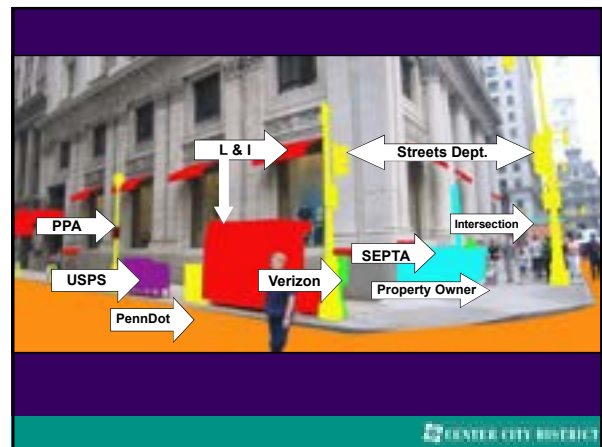 L & I
Streets Dept.
PPA
Intersection
SEPTA
USPS
Verizon
Property Owner
PennDot
CENTER CITY DISTRICT